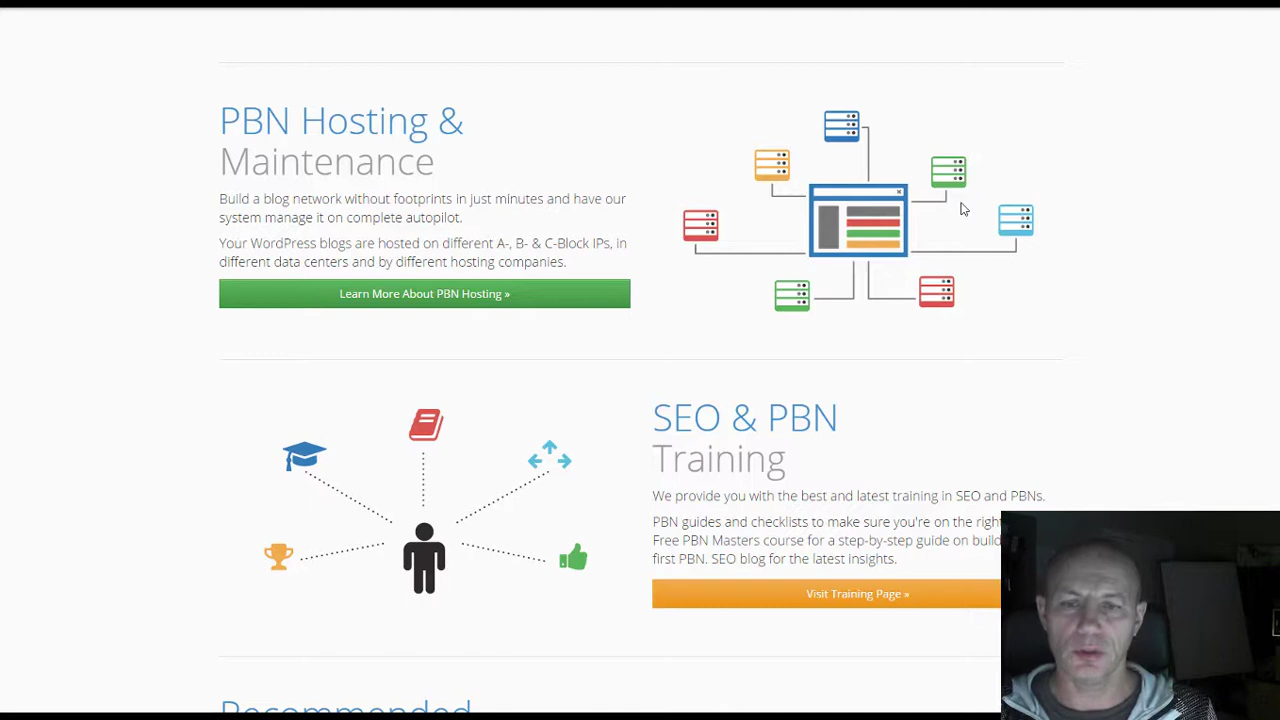 PBN Hosting &
Maintenance
Build a blog network without footprints in just minutes and have our
system manage it on complete autopilot.
Your WordPress blogs are hosted on different A-, B- & C-Block IPs, in
different data centers and by different hosting companies.
Learn More About PBN Hosting »
SEO & PBN
Training
We provide you with the best and latest training in SEO and PBNs.
PBN guides and checklists to make sure you're on the right
Free PBN Masters course for a step-by-step guide on
first PBN. SEO blog for the latest insights.
Visit Training Page »
Recommended